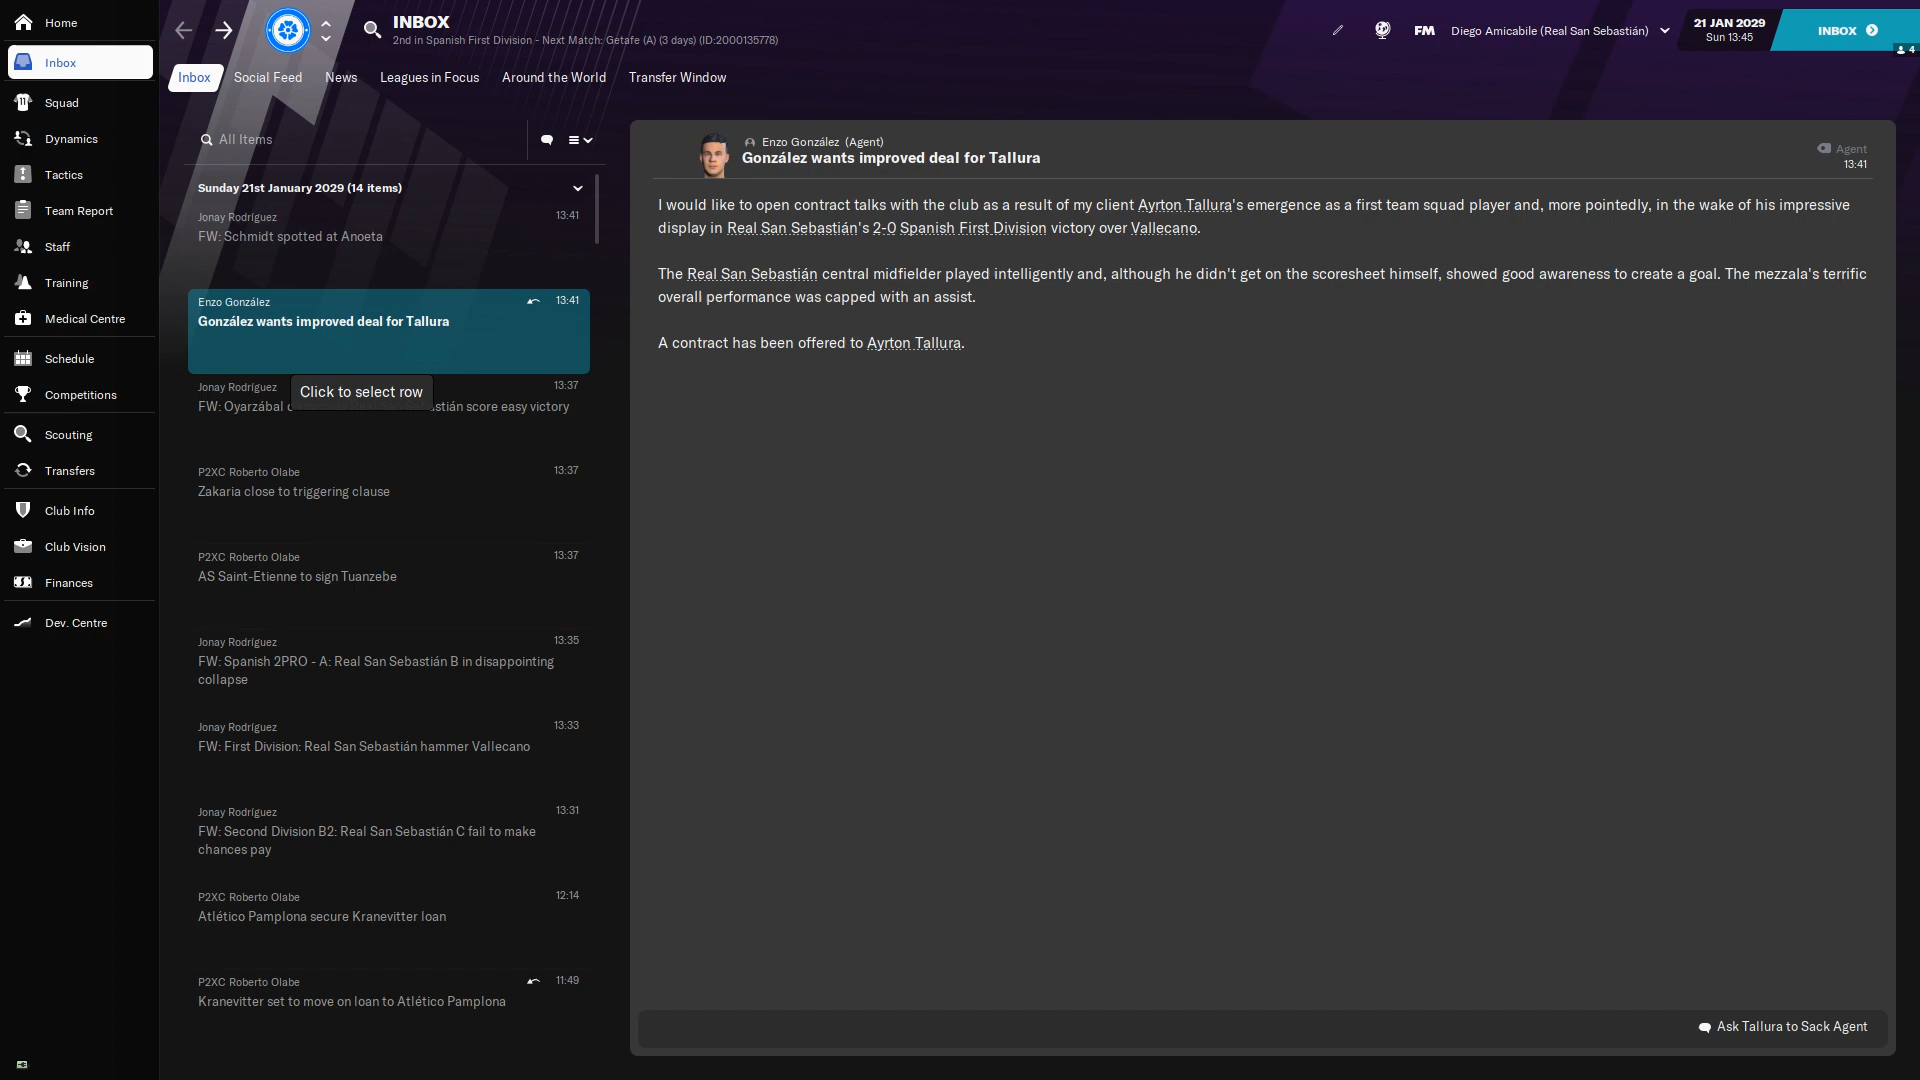 Home
Inbox
Squad
Dynamics
Tactics
Team Report
Staff
Training
Medical Centre
Schedule
Competitions
Scouting
Transfers
Club Info
Club Vision
Finances
Dev. Centre
INBOX
2nd in Spanish First Division - Next Match: Getafe (A) (3 days) (ID:2000135778)
FM
Diego Amicabile (Real San Sebastián)
21 JAN 2029
Sun 13:45
INBOX
4
Inbox
Social Feed
News
Leagues in Focus
Around the World
Transfer Window
All Items
Sunday 21st January 2029 (14 items)
Jonay Rodríguez 13:41
FW: Schmidt spotted at Anoeta
Enzo González 13:41
González wants improved deal for Tallura
Click to select row
Jonay Rodríguez 13:37
FW: Oyarzábal stián score easy victory
P2XC Roberto Olabe 13:37
Zakaria close to triggering clause
P2XC Roberto Olabe 13:37
AS Saint-Etienne to sign Tuanzebe
Jonay Rodríguez 13:35
FW: Spanish 2PRO - A: Real San Sebastián B in disappointing
collapse
Jonay Rodríguez 13:33
FW: First Division: Real San Sebastián hammer Vallecano
Jonay Rodríguez 13:31
FW: Second Division B2: Real San Sebastián C fail to make
chances pay
P2XC Roberto Olabe 12:14
Atlético Pamplona secure Kranevitter loan
P2XC Roberto Olabe 11:49
Kranevitter set to move on loan to Atlético Pamplona
Enzo González (Agent)
González wants improved deal for Tallura
Agent
13:41
I would like to open contract talks with the club as a result of my client Ayrton Tallura's emergence as a first team squad player and, more pointedly, in the wake of his impressive
display in Real San Sebastián's 2-0 Spanish First Division victory over Vallecano.
The Real San Sebastián central midfielder played intelligently and, although he didn't get on the scoresheet himself, showed good awareness to create a goal. The mezzala's terrific
overall performance was capped with an assist.
A contract has been offered to Ayrton Tallura.
Ask Tallura to Sack Agent